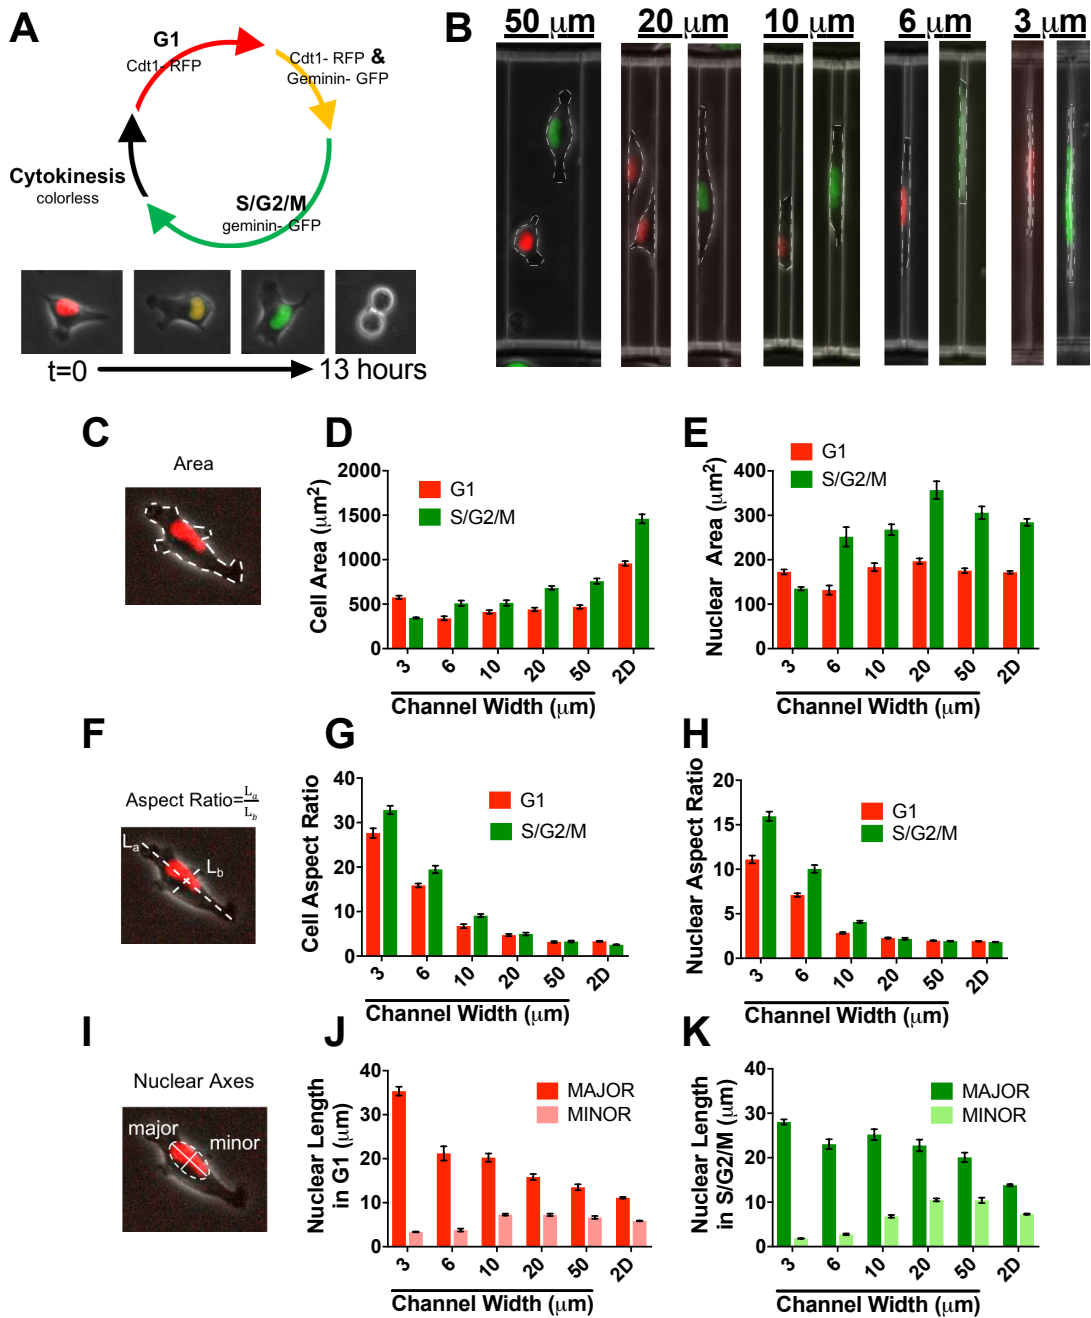 A
G1
Cdt1- RFP
Cdt1- RFP &
Geminin- GFP
Cytokinesis
colorless
S/G2/M
geminin- GFP
t=0
13 hours
B
50 µm
20 µm
10 µm
6 µm
3 µm
C
Area
D
Cell Area (µm²)
2000
1500
1000
500
0
G1
S/G2/M
3
6
10
20
50
2D
Channel Width (µm)
E
Nuclear Area (µm²)
400
300
200
100
0
G1
S/G2/M
3
6
10
20
50
2D
Channel Width (µm)
F
Aspect Ratio=Lₐ/L_b
Lₐ
L_b
G
Cell Aspect Ratio
40
30
20
10
0
G1
S/G2/M
3
6
10
20
50
2D
Channel Width (µm)
H
Nuclear Aspect Ratio
20
15
10
5
0
G1
S/G2/M
3
6
10
20
50
2D
Channel Width (µm)
I
Nuclear Axes
major
minor
J
Nuclear Length
in G1 (µm)
40
30
20
10
0
MAJOR
MINOR
3
6
10
20
50
2D
Channel Width (µm)
K
Nuclear Length
in S/G2/M (µm)
40
30
20
10
0
MAJOR
MINOR
3
6
10
20
50
2D
Channel Width (µm)